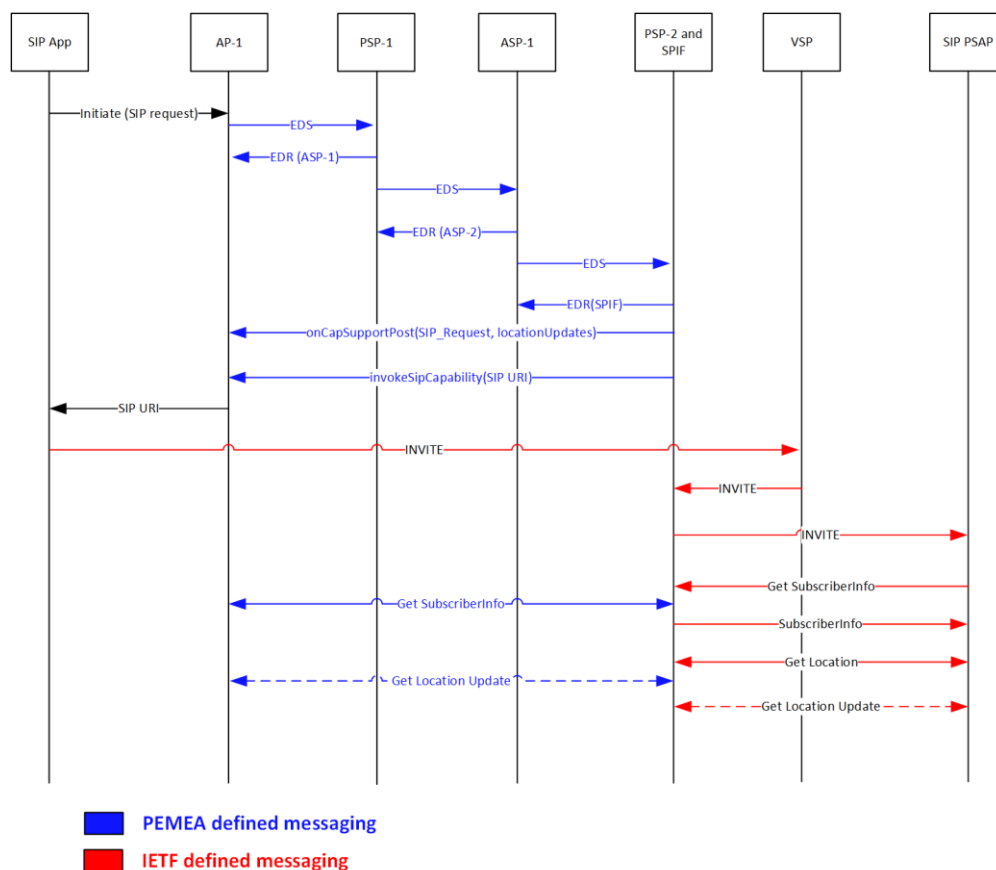 SIP App
AP-1
PSP-1
ASP-1
PSP-2 and
SPIF
VSP
SIP PSAP
Initiate (SIP request)
EDS
EDR (ASP-1)
EDS
EDR (ASP-2)
EDS
EDR(SPIF)
onCapSupportPost(SIP_Request, locationUpdates)
invokeSipCapability(SIP URI)
SIP URI
INVITE
INVITE
INVITE
Get SubscriberInfo
Get SubscriberInfo
SubscriberInfo
Get Location
Get Location Update
Get Location Update
PEMEA defined messaging
IETF defined messaging